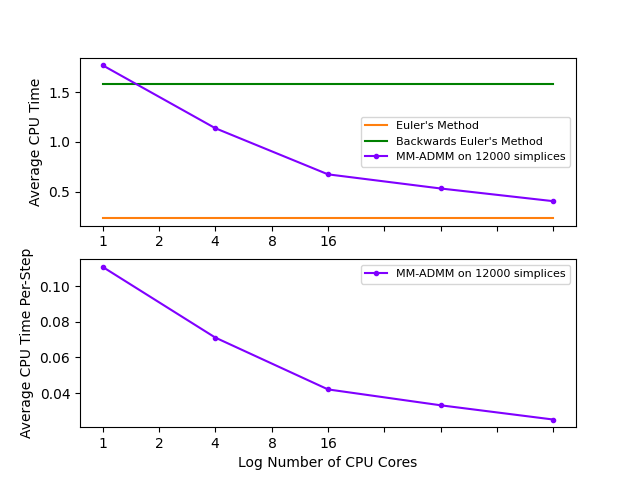 Average CPU Time
1.5
1.0
0.5
Euler's Method
Backwards Euler's Method
MM-ADMM on 12000 simplices
1 2 4 8 16
Average CPU Time Per-Step
0.10
0.08
0.06
0.04
MM-ADMM on 12000 simplices
1 2 4 8 16
Log Number of CPU Cores